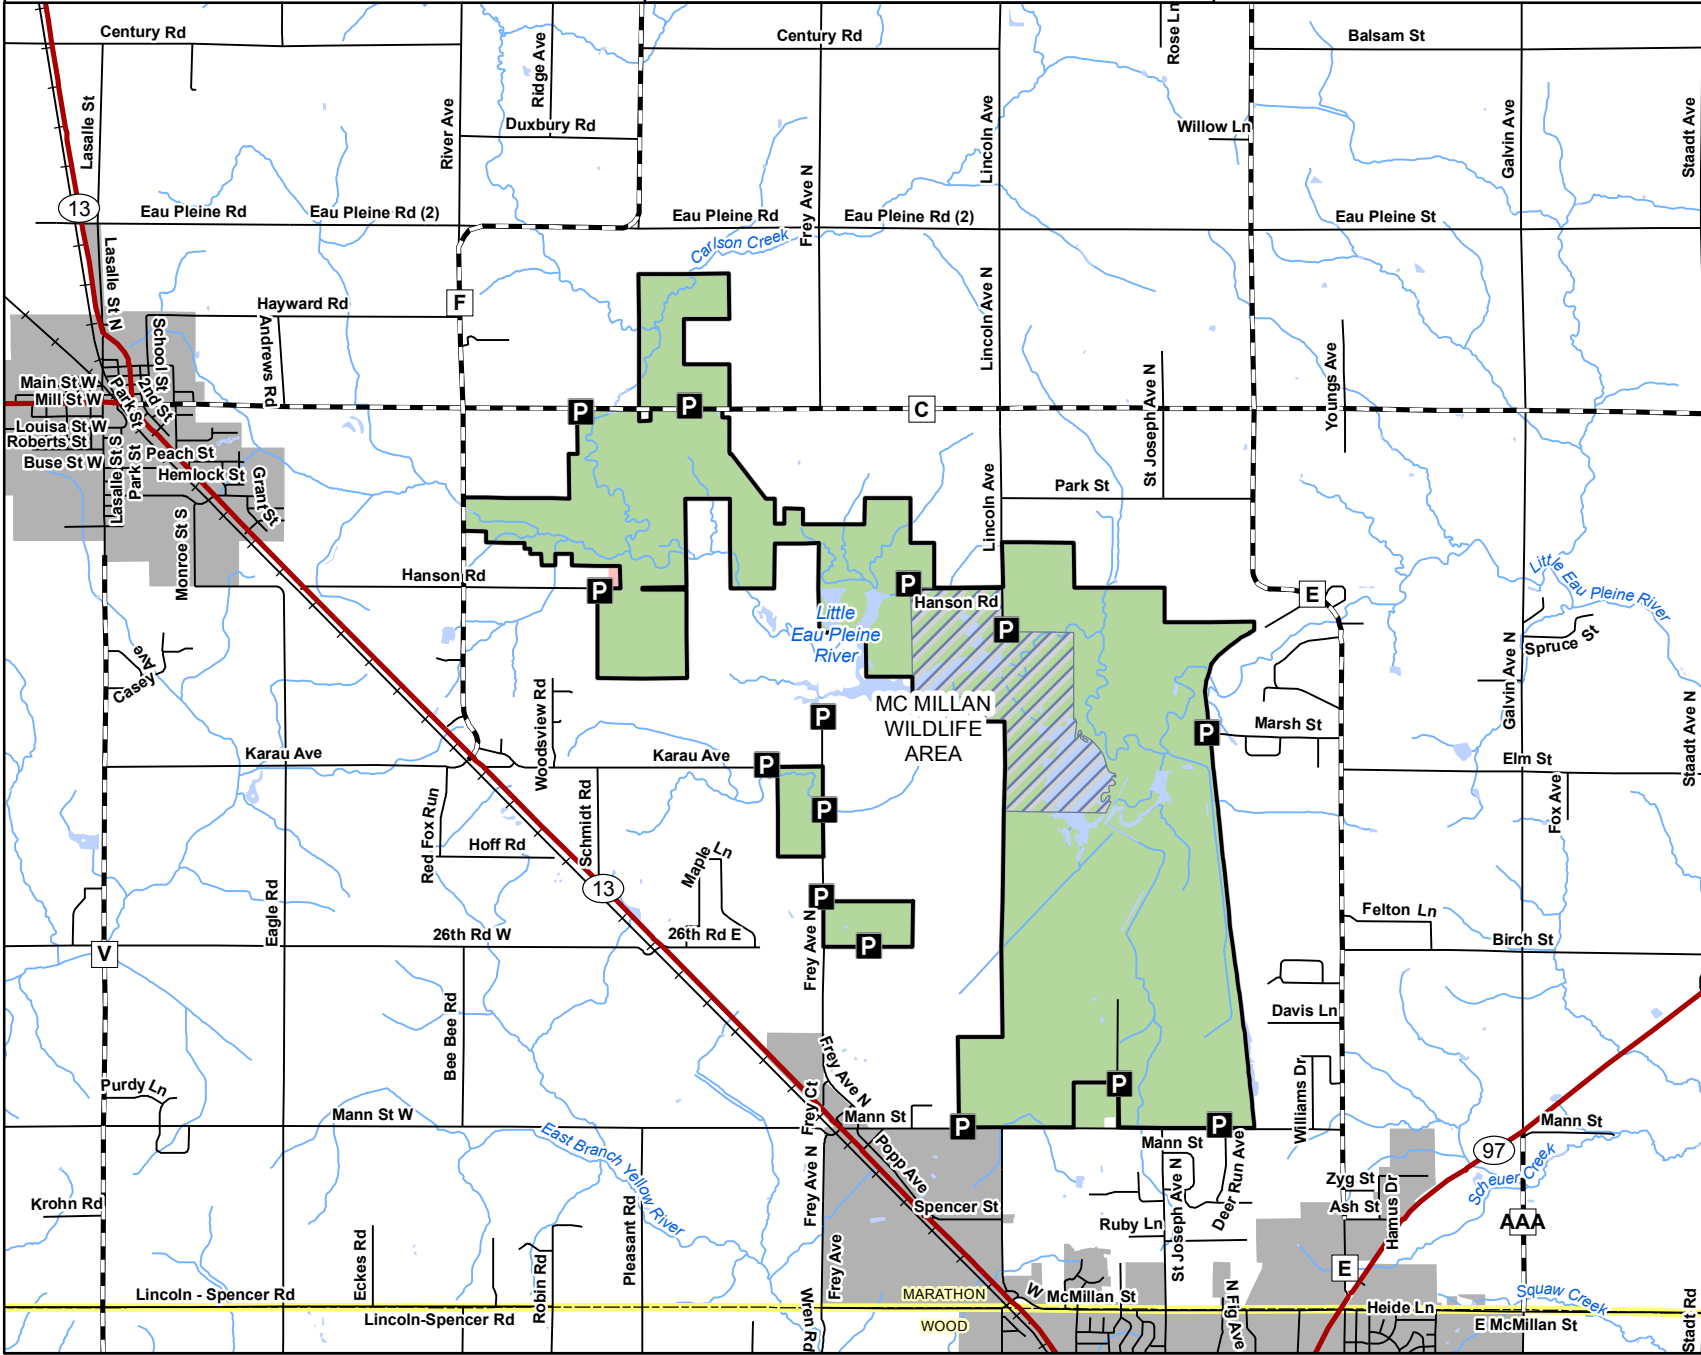 Century Rd
Century Rd
Balsam St
Rose Ln
Ridge Ave
Lasalle St
River Ave
Duxbury Rd
Lincoln Ave
Willow Ln
Galvin Ave
Staadt Ave
Frey Ave N
13
Eau Pleine Rd
Eau Pleine Rd (2)
Eau Pleine Rd
Eau Pleine Rd (2)
Eau Pleine St
Carlson Creek
Lasalle St N
Hayward Rd
F
Lincoln Ave N
School St
Andrews Rd
St Joseph Ave N
Youngs Ave
Main St W
Mill St W
Park St
2nd St
P
P
C
Louisa St W
Roberts St
Buse St W
Lasalle St S
Park St
Peach St
Hemlock St
Grant St
Lincoln Ave
Park St
Monroe St S
Hanson Rd
P
P
Hanson Rd
P
E
Little Eau Pleine River
Little
Eau Pleine
River
Spruce St
Casey Ave
Galvin Ave N
Woodsview Rd
P
MC MILLAN
WILDLIFE
AREA
P
Marsh St
Staadt Ave N
Karau Ave
Karau Ave
P
Elm St
Red Fox Run
Schmidt Rd
P
Fox Ave
Hoff Rd
Maple Ln
13
P
Eagle Rd
Felton Ln
26th Rd W
26th Rd E
Frey Ave N
P
Birch St
V
Davis Ln
Bee Bee Rd
Frey Ave N
Purdy Ln
P
Williams Dr
Mann St W
Frey Ct
Mann St
P
P
Mann St
East Branch Yellow River
Popp Ave
Mann St
97
Scheuer Creek
Krohn Rd
Pleasant Rd
Frey Ave N
Spencer St
St Joseph Ave N
Deer Run Ave
Zyg St
Ash St
Hamus Dr
Ruby Ln
AAA
Eckes Rd
Robin Rd
Frey Ave
E
Lincoln - Spencer Rd
MARATHON
W McMillan St
N Fig Ave
Heide Ln
Squaw Creek
Lincoln-Spencer Rd
Wren Rd
WOOD
E McMillan St
Stadt Rd